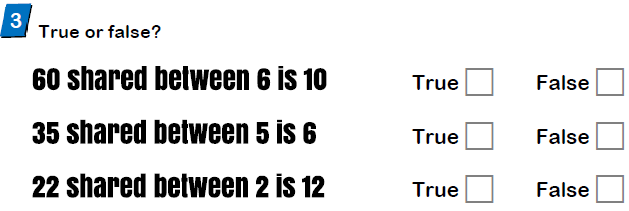 3 True or false?
60 shared between 6 is 10 True False
35 shared between 5 is 6 True False
22 shared between 2 is 12 True False